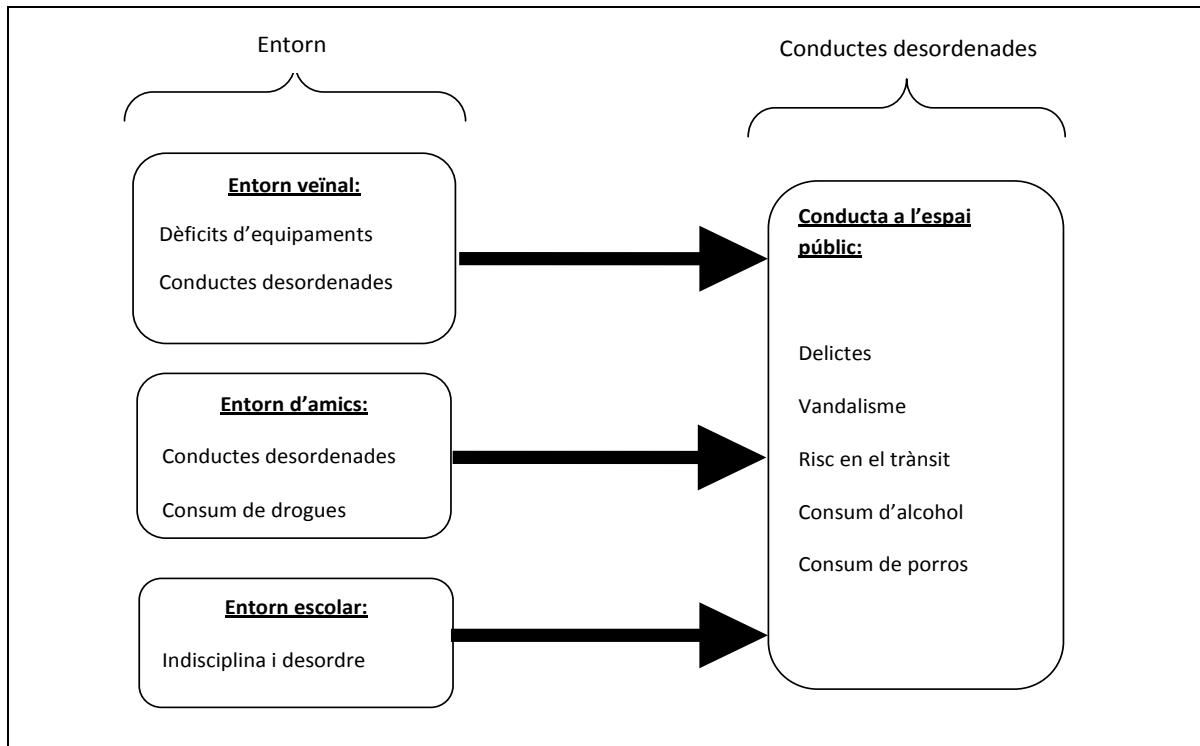 Entorn
Conductes desordenades
Entorn veïnal:
Dèficits d’equipaments
Conductes desordenades
Entorn d’amics:
Conductes desordenades
Consum de drogues
Entorn escolar:
Indisciplina i desordre
Conducta a l’espai
públic:
Delictes
Vandalisme
Risc en el trànsit
Consum d’alcohol
Consum de porros